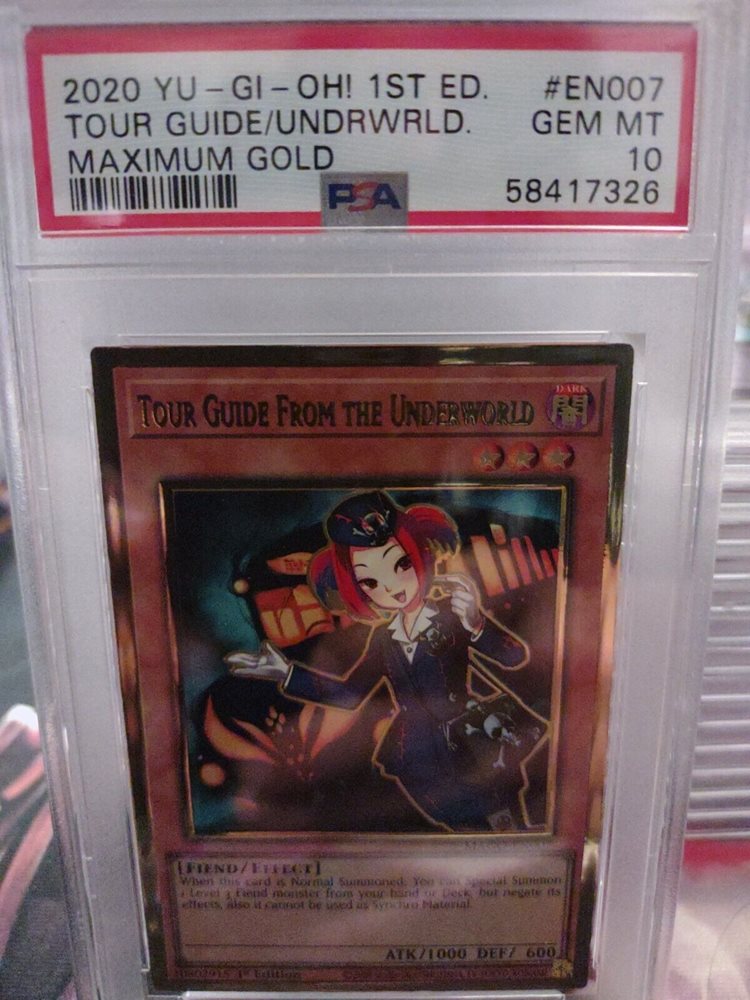 2020 YU-GI-OH! 1ST ED. #EN007
TOUR GUIDE/UNDRWRLD. GEM MT
MAXIMUM GOLD 10
PSA 58417326
TOUR GUIDE FROM THE UNDERWORLD
DARK
闇
[FIEND/EFFECT]
When this card is Normal Summoned: You can Special Summon
1 Level 3 Fiend monster from your hand or Deck, but negate its
effects, also it cannot be used as Synchro Material.
ATK/1000 DEF/ 600
1st Edition